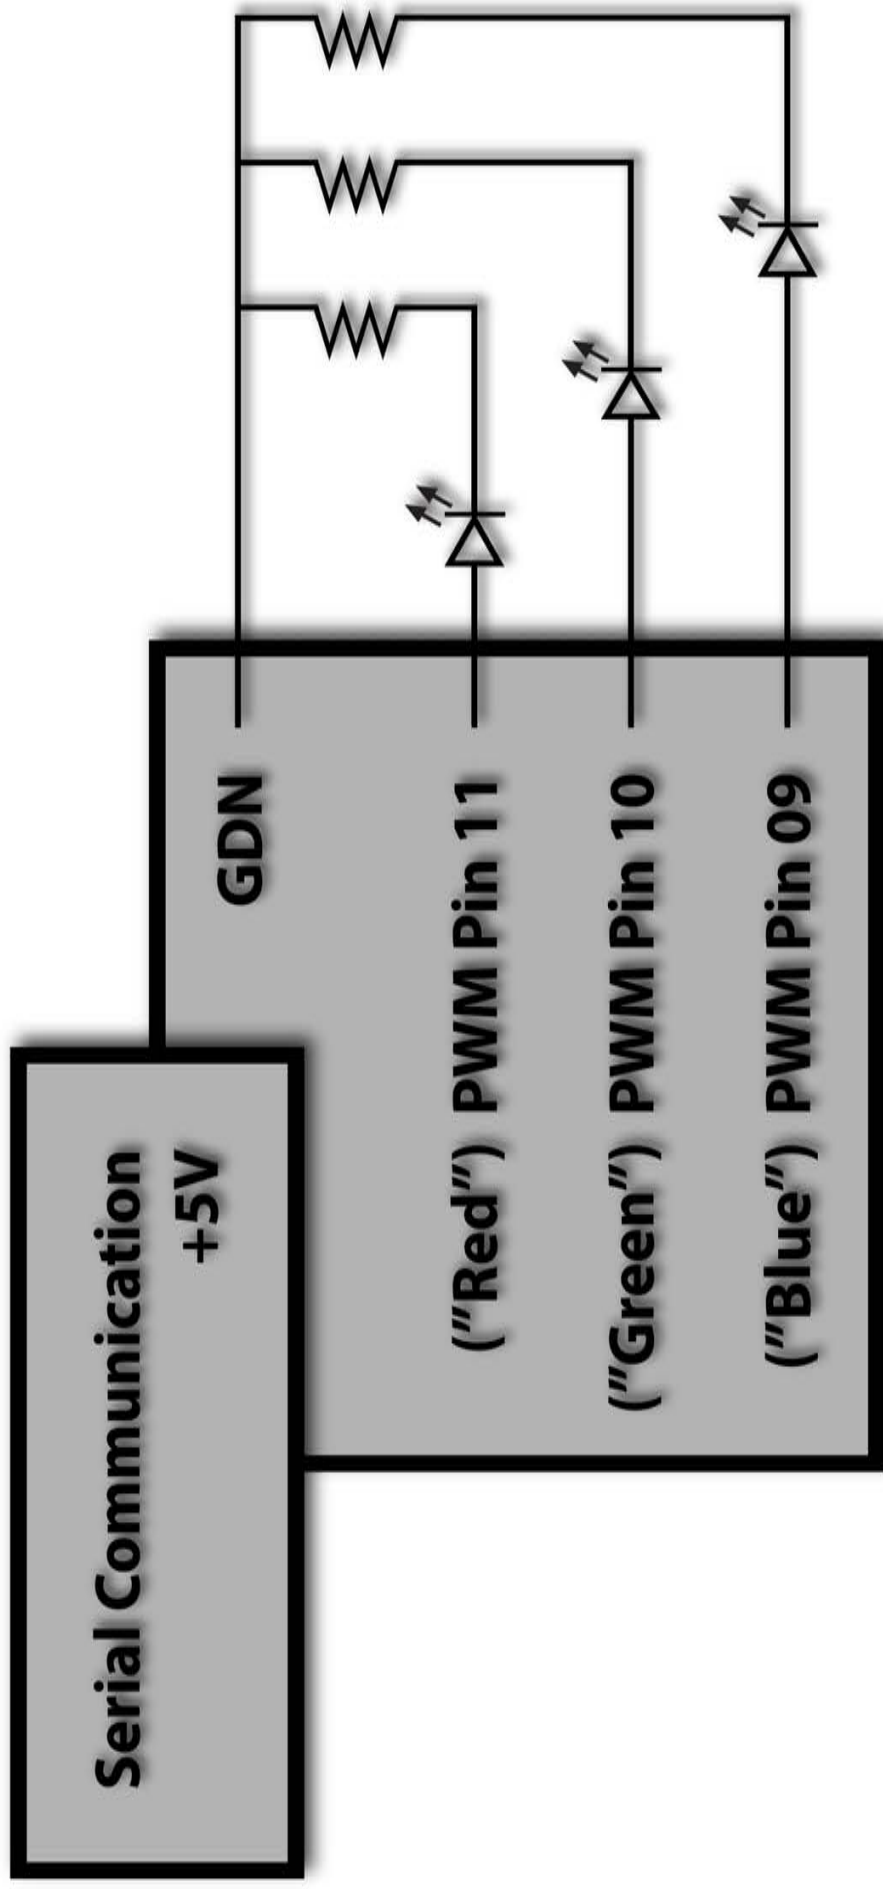 Serial Communication
+5V
GDN
(”Red”) PWM Pin 11
(”Green”) PWM Pin 10
(”Blue”) PWM Pin 09